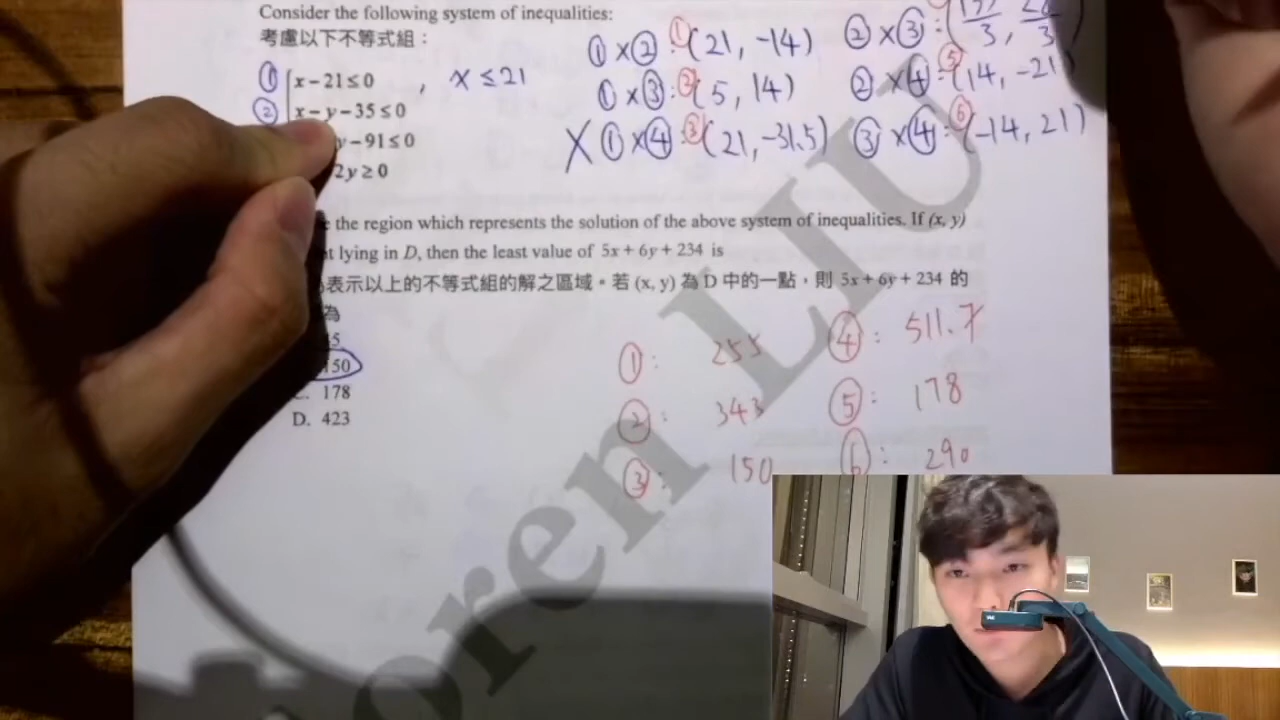 Consider the following system of inequalities:
考慮以下不等式組：
① x − 21 ≤ 0 , x ≤ 21
② x − y − 35 ≤ 0
y − 91 ≤ 0
2y ≥ 0
① × ② ① (21, -14)
① × ③: ② (5, 14)
X ① × ④: ③ (21, -31.5)
② × ③:
② × ④: ⑤ (14, -21)
③ × ④: ⑥ (-14, 21)
the region which represents the solution of the above system of inequalities. If (x, y)
lying in D, then the least value of 5x + 6y + 234 is
表示以上的不等式組的解之區域。若 (x, y) 為 D 中的一點，則 5x + 6y + 234 的
為
150
178
D. 423
①: 255
②: 343
③: 150
④: 511.7
⑤: 178
⑥: 290
oren LIU